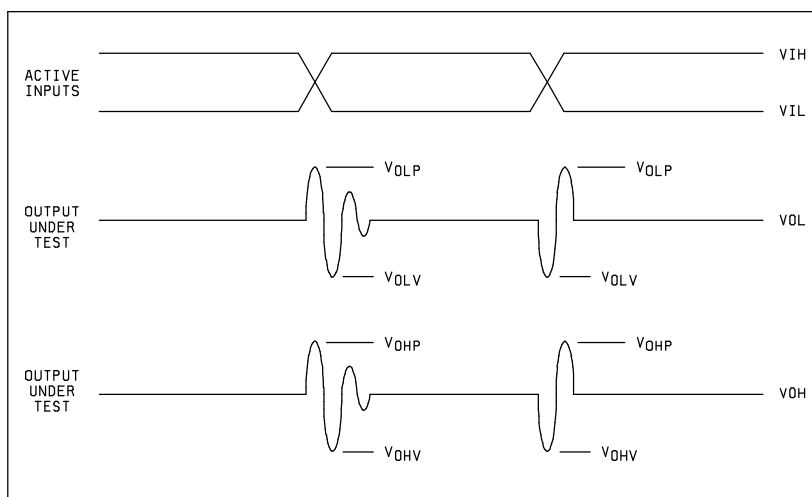 ACTIVE
INPUTS
VIH
VIL
VOLP
VOLP
OUTPUT
UNDER
TEST
VOL
VOLV
VOLV
VOHP
VOHP
OUTPUT
UNDER
TEST
VOH
VOHV
VOHV